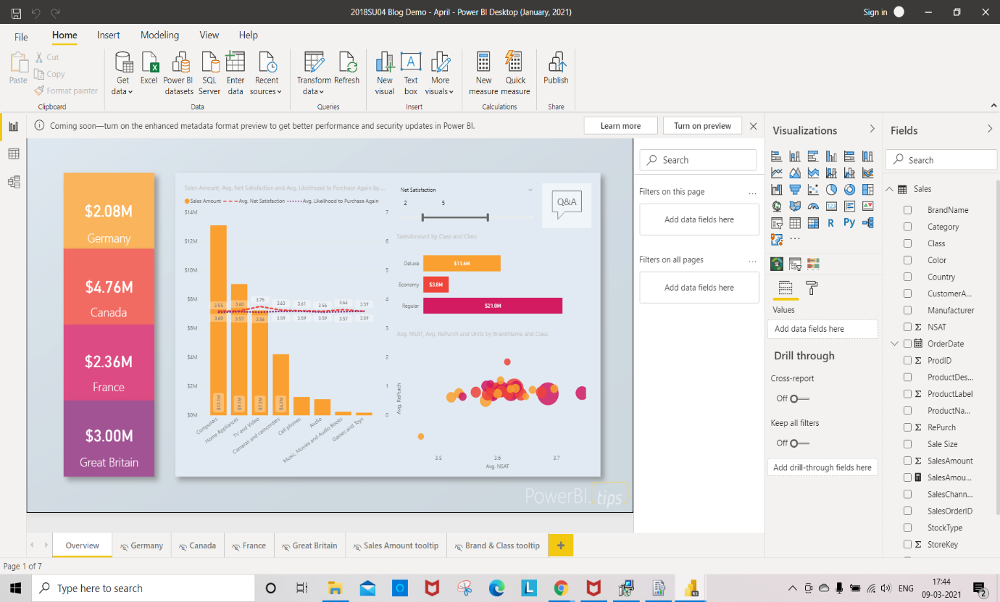 2018SU04 Blog Demo - April - Power BI Desktop (January, 2021)
Sign in
File Home Insert Modeling View Help
Paste
Cut
Copy
Format painter
Clipboard
Get data
Excel
Power BI datasets
SQL Server
Enter data
Recent sources
Data
Transform data
Refresh
Queries
New visual
Text box
More visuals
Insert
New measure
Quick measure
Calculations
Publish
Share
Coming soon—turn on the enhanced metadata format preview to get better performance and security updates in Power BI.
Learn more
Turn on preview
$2.08M
Germany
$4.76M
Canada
$2.36M
France
$3.00M
Great Britain
Sales Amount, Avg. Net Satisfaction and Avg. Likelihood to Purchase Again by ...
Sales Amount Avg. Net Satisfaction Avg. Likelihood to Purchase Again
$14M
$12M
$10M
$8M
$6M
$4M
$2M
$0M
7
6
5
4
3
2
1
0
3.53 3.60 3.75 3.63 3.61 3.56 3.64 3.59
3.60 3.57 3.56 3.59 3.59 3.59 3.57 3.59
$13.1M $9.1M $7.2M $4.2M
Computers
Home Appliances
TV and Video
Cameras and camcorders
Cell phones
Audio
Music, Movies and Audio Books
Games and Toys
Net Satisfaction
2 5
Q&A
SalesAmount by Class and Class
Deluxe $11.6M
Economy $3.8M
Regular $21.0M
Avg. NSAT, Avg. RePurch and Units by BrandName and Class
Avg. RePurch
3.5 3.6 3.7
Avg. NSAT
PowerBI. tips
Search
Filters on this page ...
Add data fields here
Filters on all pages ...
Add data fields here
Visualizations
123
R Py
...
Values
Add data fields here
Drill through
Cross-report
Off
Keep all filters
Off
Add drill-through fields here
Fields
Search
Sales
BrandName
Category
Class
Color
Country
CustomerA...
Manufacturer
Σ NSAT
OrderDate
Σ ProdID
ProductDes...
Σ ProductLabel
ProductNa...
Σ RePurch
Sale Size
Σ SalesAmount
SalesAmou...
SalesChann...
SalesOrderID
StockType
Σ StoreKey
Overview Germany Canada France Great Britain Sales Amount tooltip Brand & Class tooltip +
Page 1 of 7
Type here to search
L
ENG
17:44
09-03-2021
2